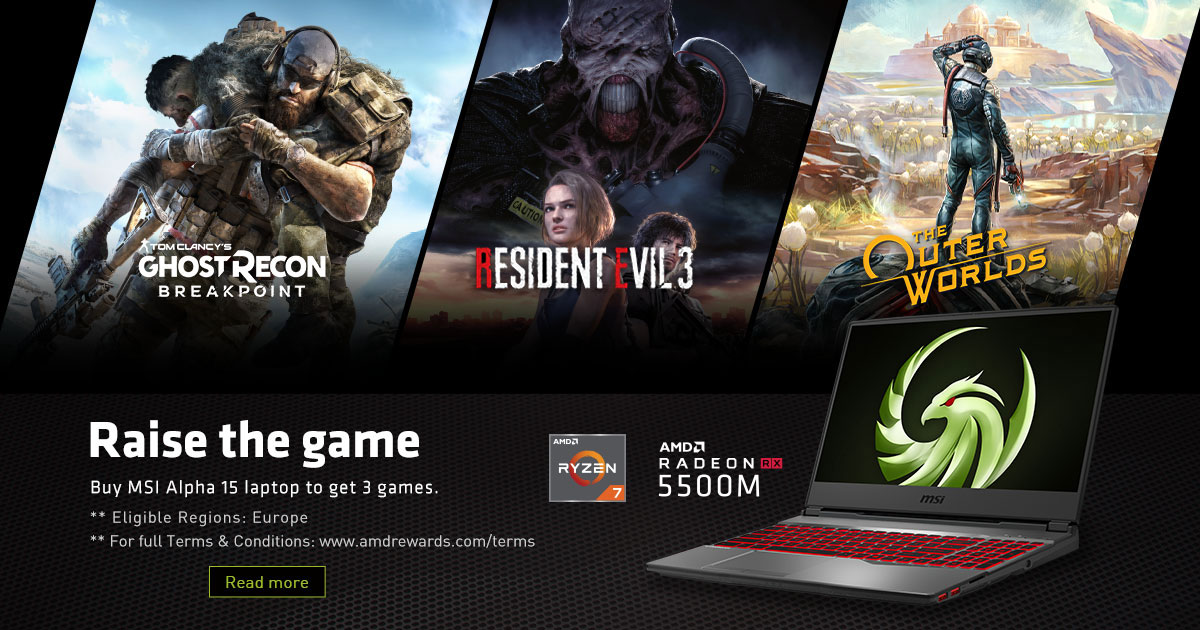 TOM CLANCY'S
GHOST RECON
BREAKPOINT
CAUTION
RESIDENT EVIL 3
THE
OUTER
WORLDS
Raise the game
Buy MSI Alpha 15 laptop to get 3 games.
** Eligible Regions: Europe
** For full Terms & Conditions: www.amdrewards.com/terms
Read more
AMD
RYZEN
7
AMD
RADEON RX
5500M
msi